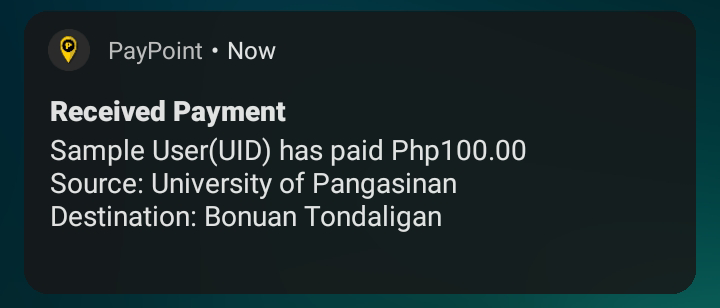 PayPoint • Now
Received Payment
Sample User(UID) has paid Php100.00
Source: University of Pangasinan
Destination: Bonuan Tondaligan